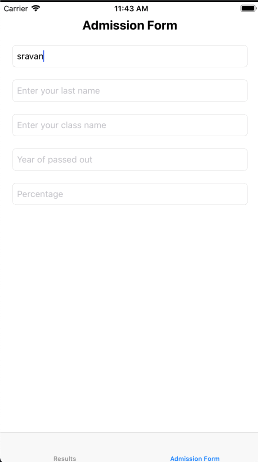 Carrier 11:43 AM
Admission Form
sravan
Enter your last name
Enter your class name
Year of passed out
Percentage
Results Admission Form